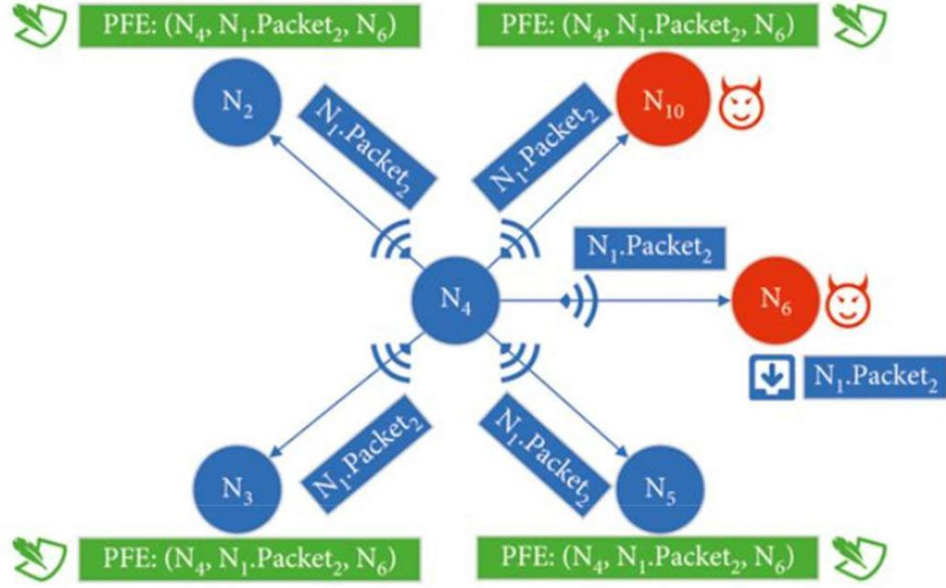 PFE: (N₄, N₁.Packet₂, N₆)
PFE: (N₄, N₁.Packet₂, N₆)
N₂
N₁.Packet₂
N₁.Packet₂
N₁₀
N₁.Packet₂
N₄
N₆
N₁.Packet₂
N₃
N₁.Packet₂
N₁.Packet₂
N₅
PFE: (N₄, N₁.Packet₂, N₆)
PFE: (N₄, N₁.Packet₂, N₆)